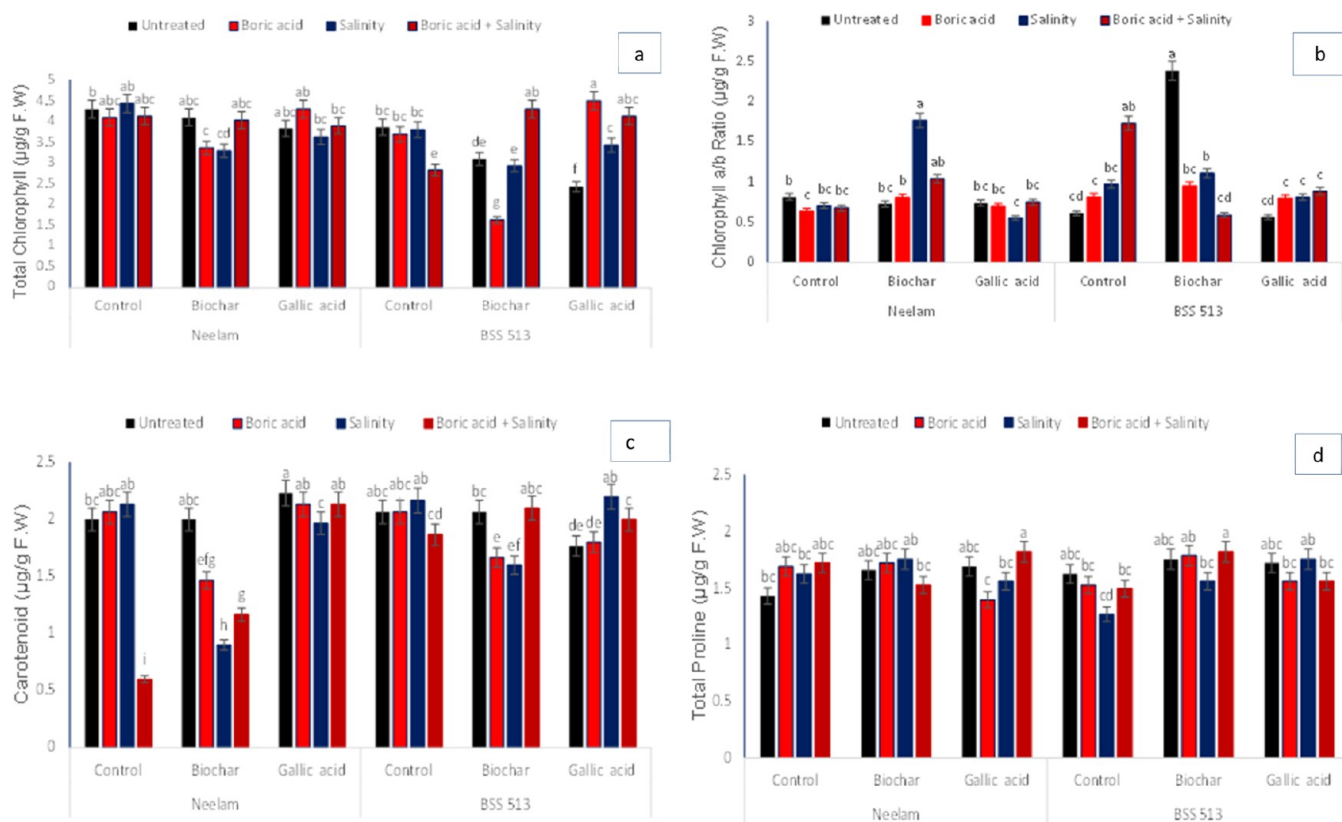 Untreated Boric acid Salinity Boric acid + Salinity
a
Total Chlorophyll (µg/g F.W)
5
4.5
4
3.5
3
2.5
2
1.5
1
0.5
0
b abc ab abc
abc c cd abc
abc ab bc bc
bc bc bc e
de e de ab
f a c abc
Control Biochar Gallic acid Control Biochar Gallic acid
Neelam BSS 513
Untreated Boric acid Salinity Boric acid + Salinity
b
Chlorophyll a/b Ratio (µg/g F.W)
3
2.5
2
1.5
1
0.5
0
b c bc bc
bc b a ab
bc bc c bc
cd c c ab
a bc b cd
cd c c c
Control Biochar Gallic acid Control Biochar Gallic acid
Neelam BSS 513
Untreated Boric acid Salinity Boric acid + Salinity
c
Carotenoid (µg/g F.W)
2.5
2
1.5
1
0.5
0
bc abc ab i
abc efg h g
a ab c ab
abc abc ab cd
bc e ef abc
de de ab c
Control Biochar Gallic acid Control Biochar Gallic acid
Neelam BSS 513
Untreated Boric acid Salinity Boric acid + Salinity
d
Total Proline (µg/g F.W)
2.5
2
1.5
1
0.5
0
bc abc bc abc
abc abc ab bc
abc c bc a
bc bc cd bc
abc ab bc a
abc bc ab bc
Control Biochar Gallic acid Control Biochar Gallic acid
Neelam BSS 513